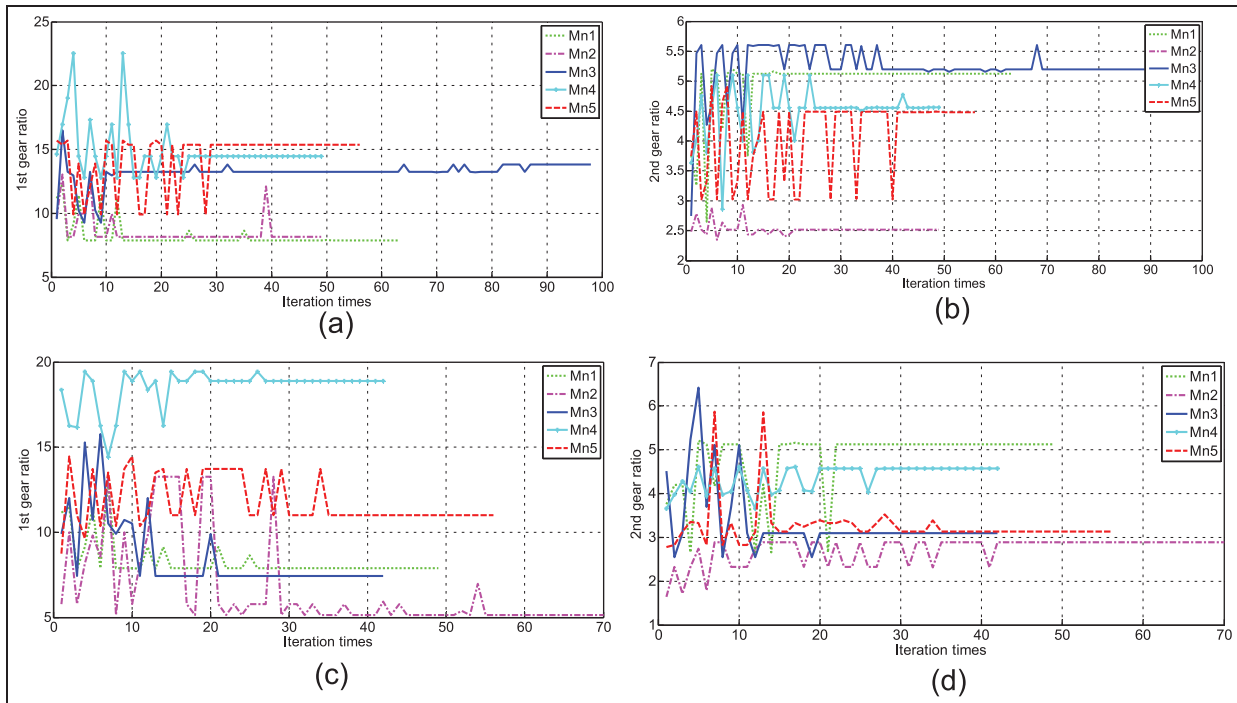 25
20
15
10
5
1st gear ratio
0 10 20 30 40 50 60 70 80 90 100
Iteration times
Mn1
Mn2
Mn3
Mn4
Mn5
(a)
6
5.5
5
4.5
4
3.5
3
2.5
2
2nd gear ratio
0 10 20 30 40 50 60 70 80 90 100
Iteration times
Mn1
Mn2
Mn3
Mn4
Mn5
(b)
20
15
10
5
1st gear ratio
0 10 20 30 40 50 60 70
Iteration times
Mn1
Mn2
Mn3
Mn4
Mn5
(c)
7
6
5
4
3
2
1
2nd gear ratio
0 10 20 30 40 50 60 70
Iteration times
Mn1
Mn2
Mn3
Mn4
Mn5
(d)